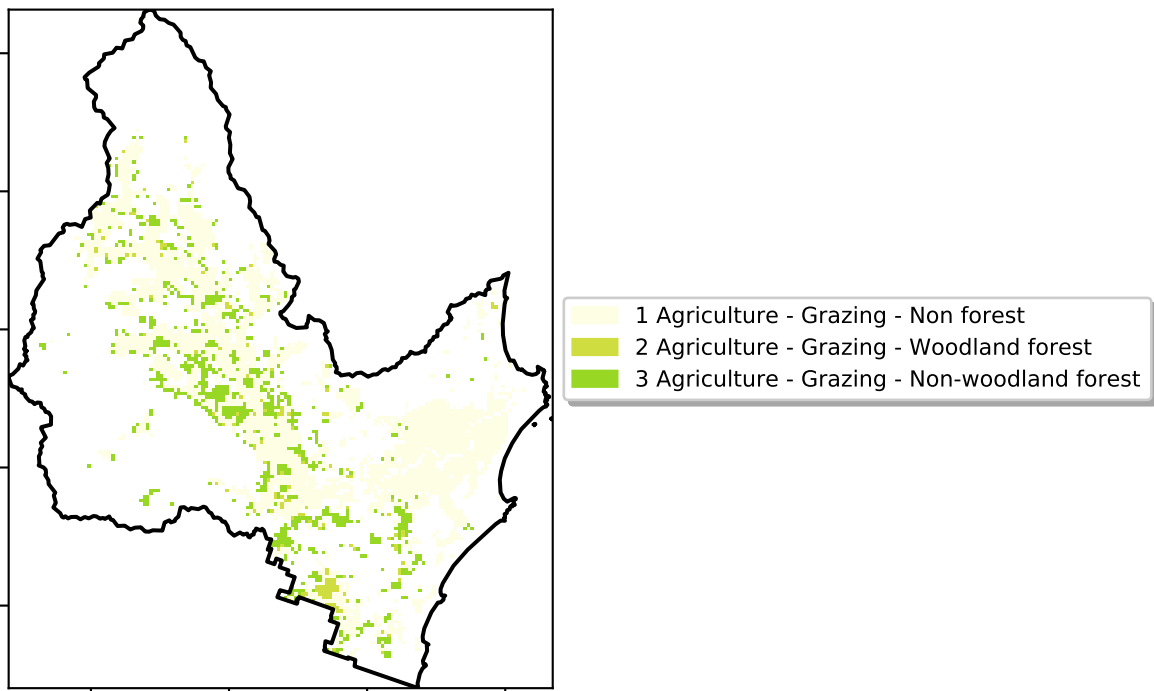 1 Agriculture - Grazing - Non forest
2 Agriculture - Grazing - Woodland forest
3 Agriculture - Grazing - Non-woodland forest